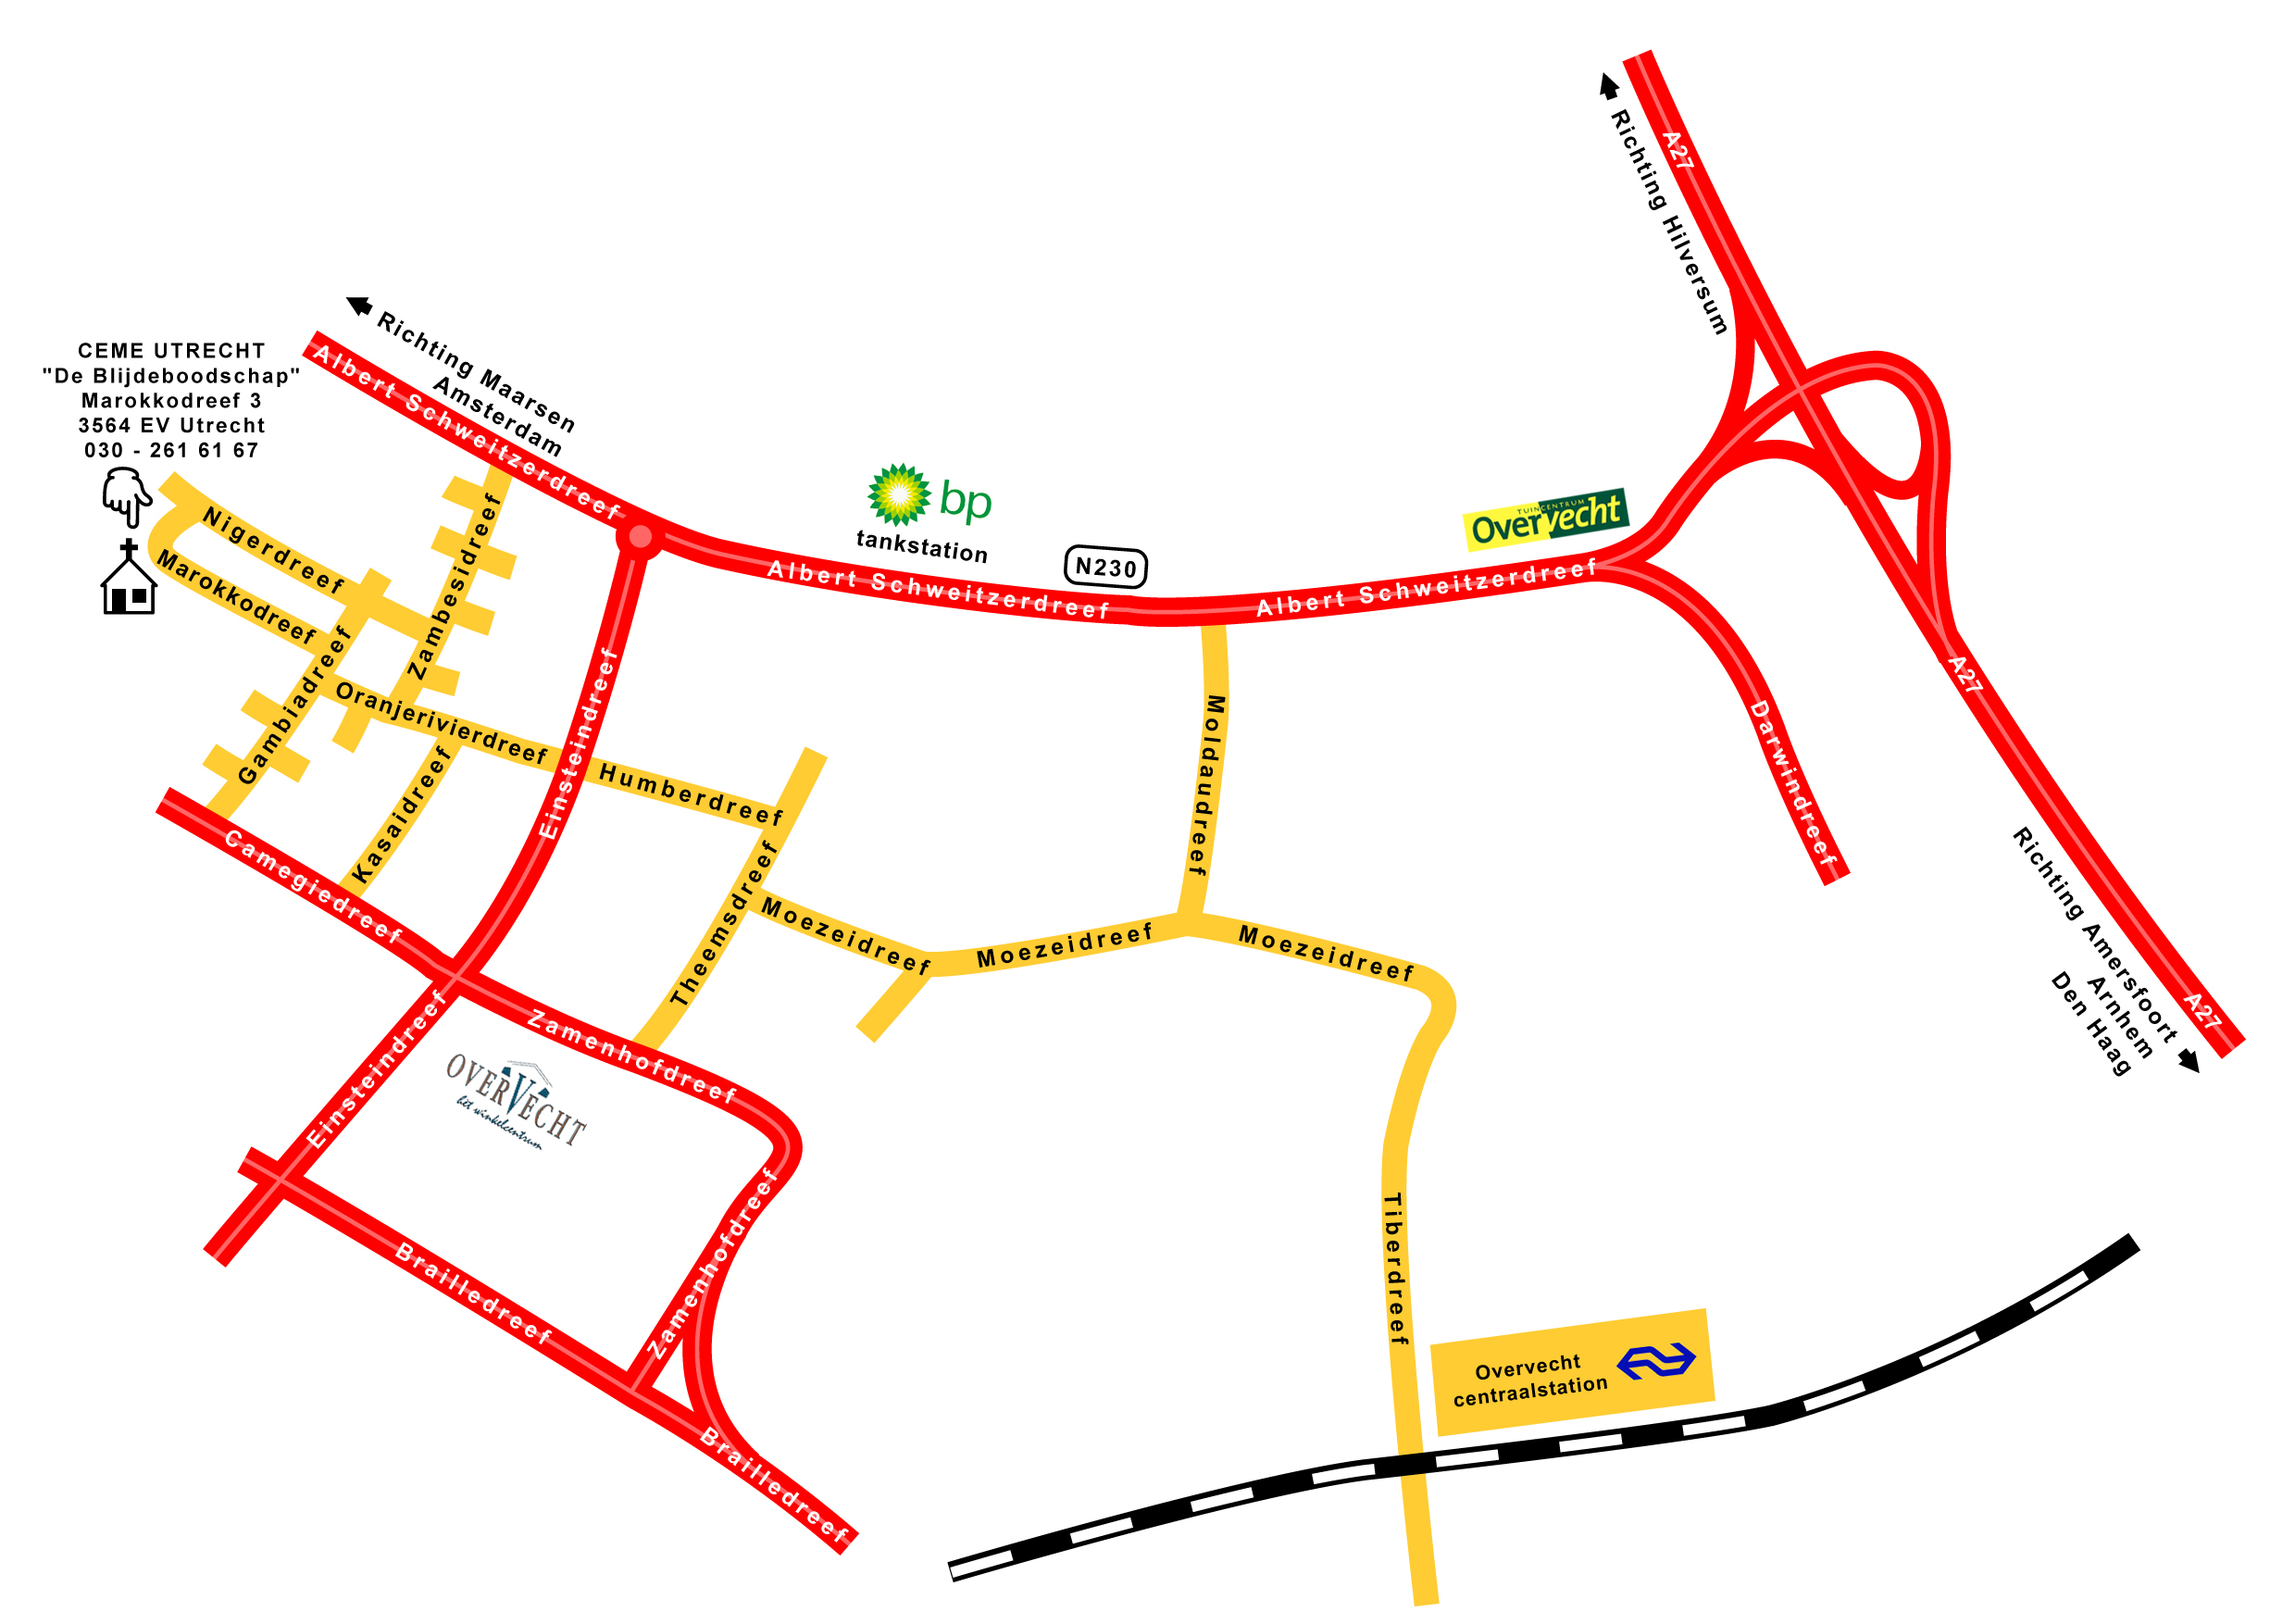 A27
Richting Hilversum
Richting Maarsen
Amsterdam
CEME UTRECHT
"De Blijdeboodschap"
Marokkodreef 3
3564 EV Utrecht
030 - 261 61 67
Albert Schweitzerdreef
bp
tankstation
N230
TUINCENTRUM
Overvecht
Albert Schweitzerdreef
Albert Schweitzerdreef
Nigerdreef
Marokkodreef
Zambesidreef
Gambiadreef
Oranjerivierdreef
Einsteindreef
Humberdreef
Kasaidreef
Camegiedreef
Theemsdreef
Moezeidreef
Moezeidreef
Moezeidreef
Moldaudreef
Darwindreef
A27
Richting Amersfoort
Arnhem
Den Haag
A27
Einsteindreef
Zamenhofdreef
OVERVECHT
hét winkelcentrum
Zamenhofdreef
Brailledreef
Brailledreef
Tiberdreef
Overvecht
centraalstation